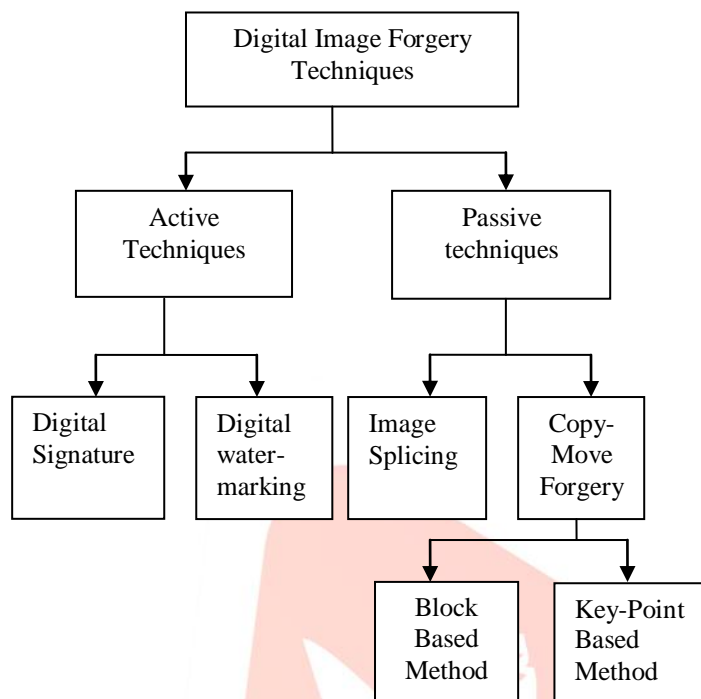 Digital Image Forgery
Techniques
Active
Techniques
Passive
techniques
Digital
Signature
Digital
water-
marking
Image
Splicing
Copy-
Move
Forgery
Block
Based
Method
Key-Point
Based
Method